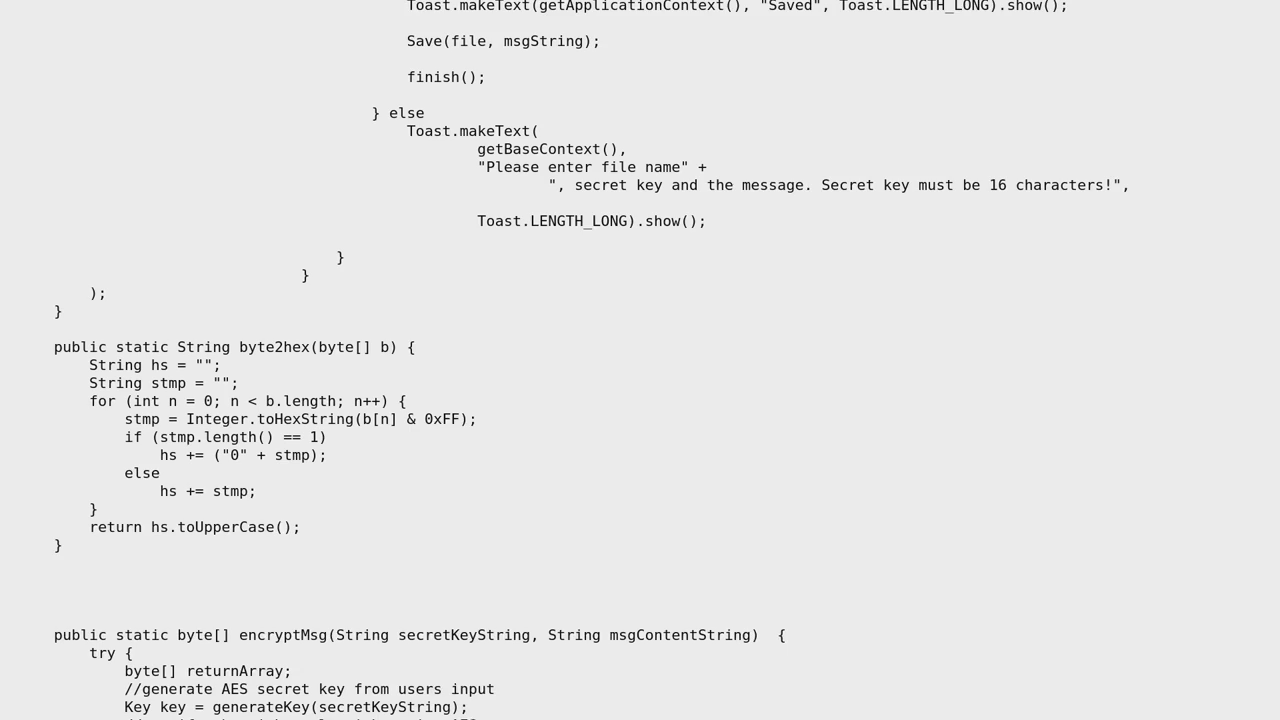 Toast.makeText(getApplicationContext(), "Saved", Toast.LENGTH_LONG).show();
Save(file, msgString);
finish();
} else
Toast.makeText(
getBaseContext(),
"Please enter file name" +
", secret key and the message. Secret key must be 16 characters!",
Toast.LENGTH_LONG).show();
}
}
);
}
public static String byte2hex(byte[] b) {
String hs = "";
String stmp = "";
for (int n = 0; n < b.length; n++) {
stmp = Integer.toHexString(b[n] & 0xFF);
if (stmp.length() == 1)
hs += ("0" + stmp);
else
hs += stmp;
}
return hs.toUpperCase();
}
public static byte[] encryptMsg(String secretKeyString, String msgContentString)  {
try {
byte[] returnArray;
//generate AES secret key from users input
Key key = generateKey(secretKeyString);